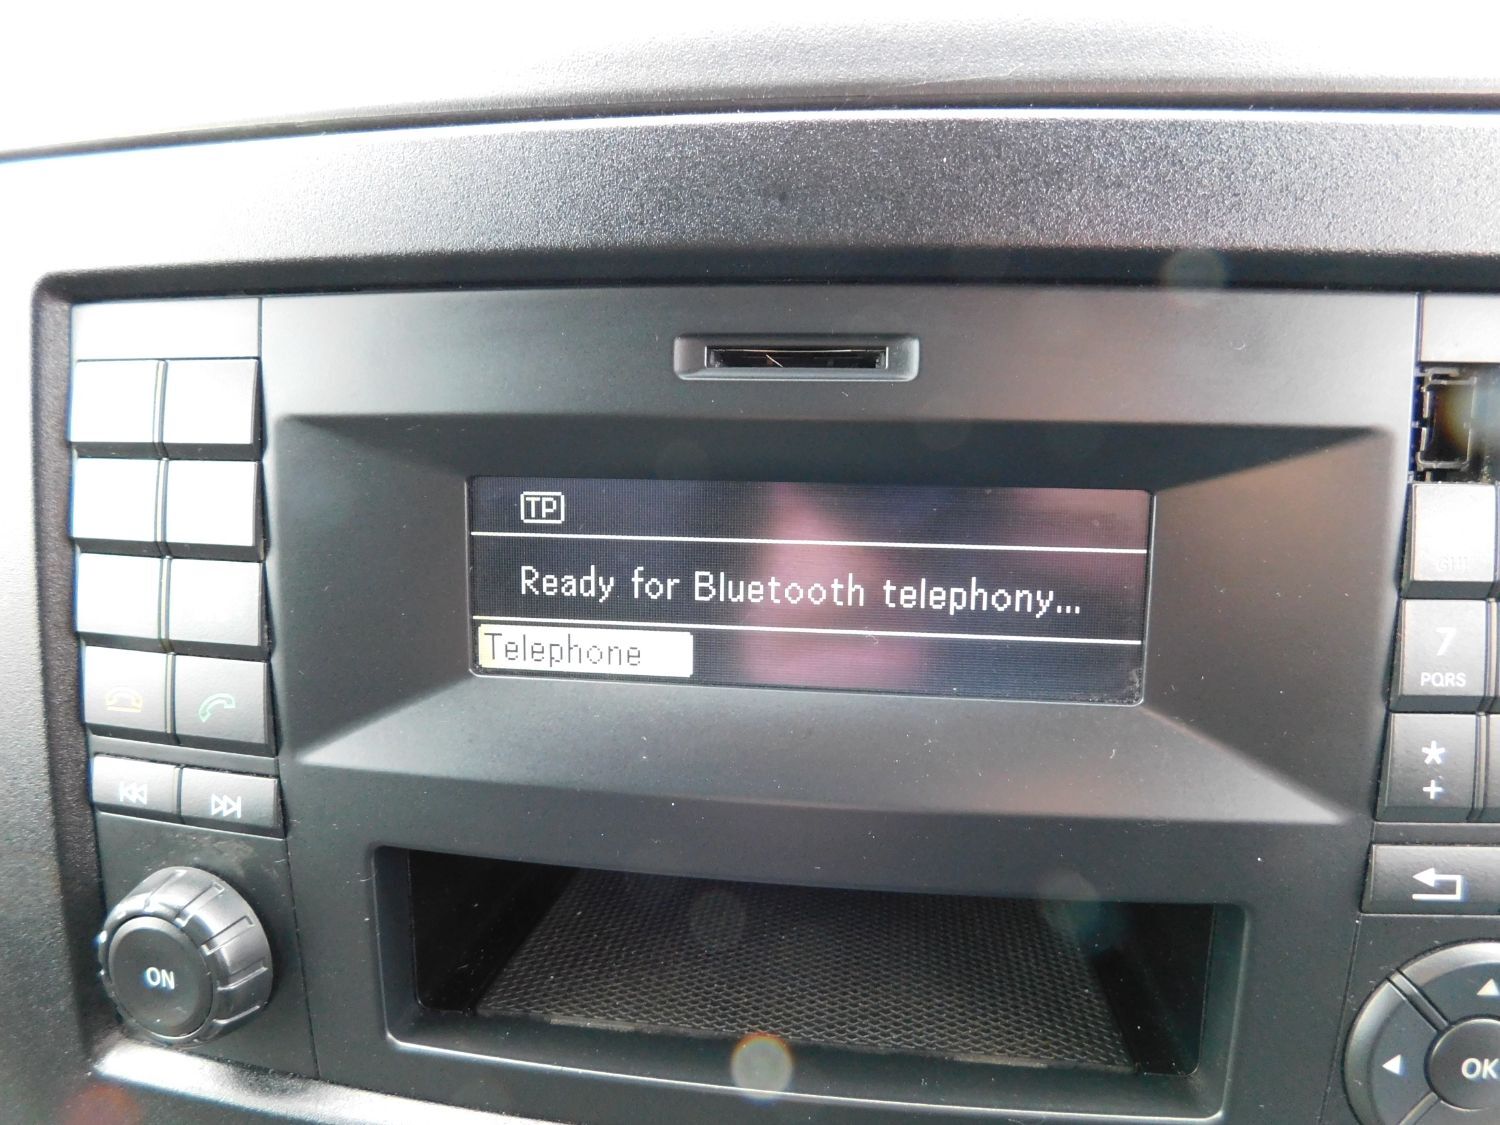 TP
Ready for Bluetooth telephony...
Telephone
7
PQRS
*
+
ON
OK